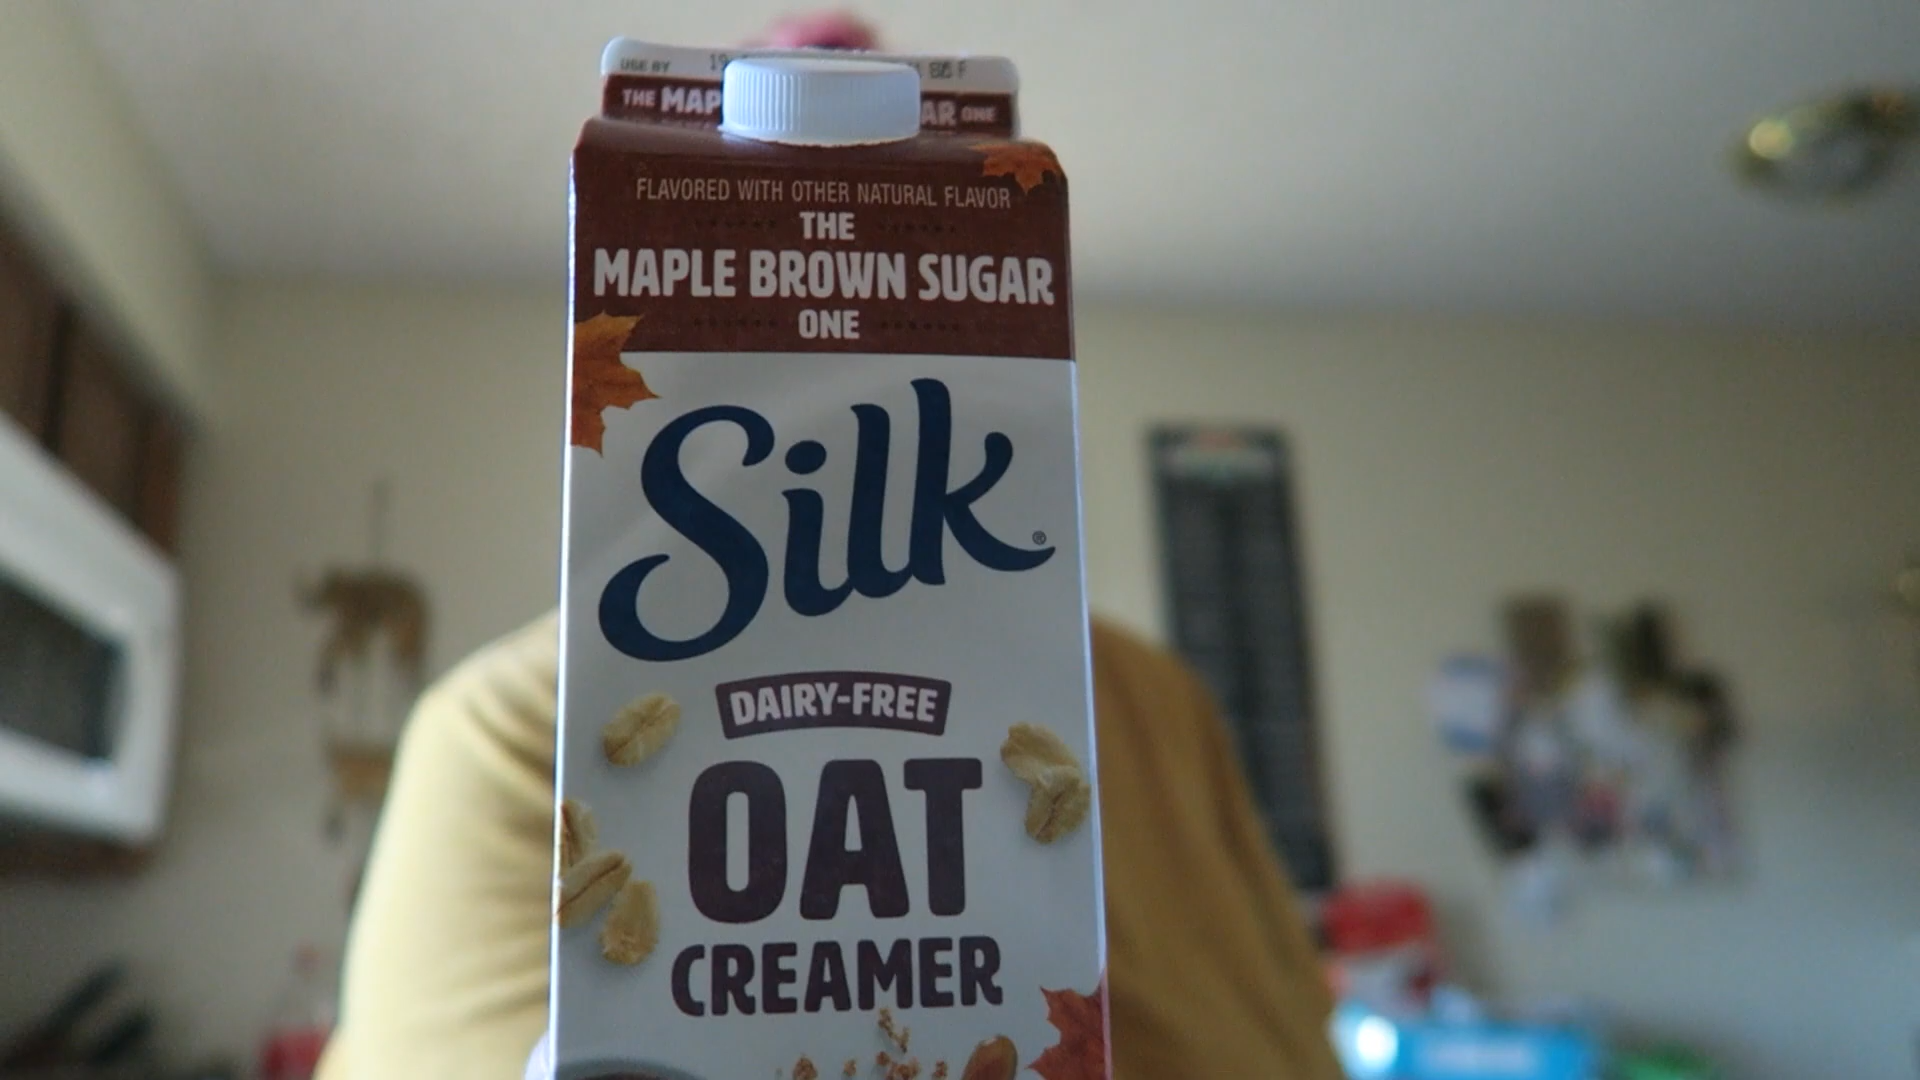 USE BY
THE MAP AR ONE
FLAVORED WITH OTHER NATURAL FLAVOR
THE
MAPLE BROWN SUGAR
ONE
Silk®
DAIRY-FREE
OAT
CREAMER